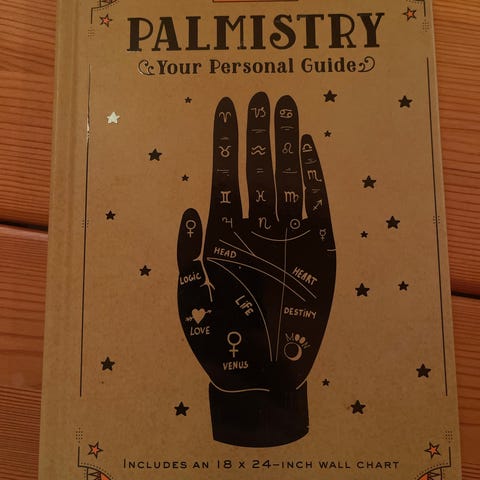 PALMISTRY
Your Personal Guide
HEAD
HEART
LOGIC
LIFE
DESTINY
LOVE
MOON
VENUS
INCLUDES AN 18 X 24-INCH WALL CHART